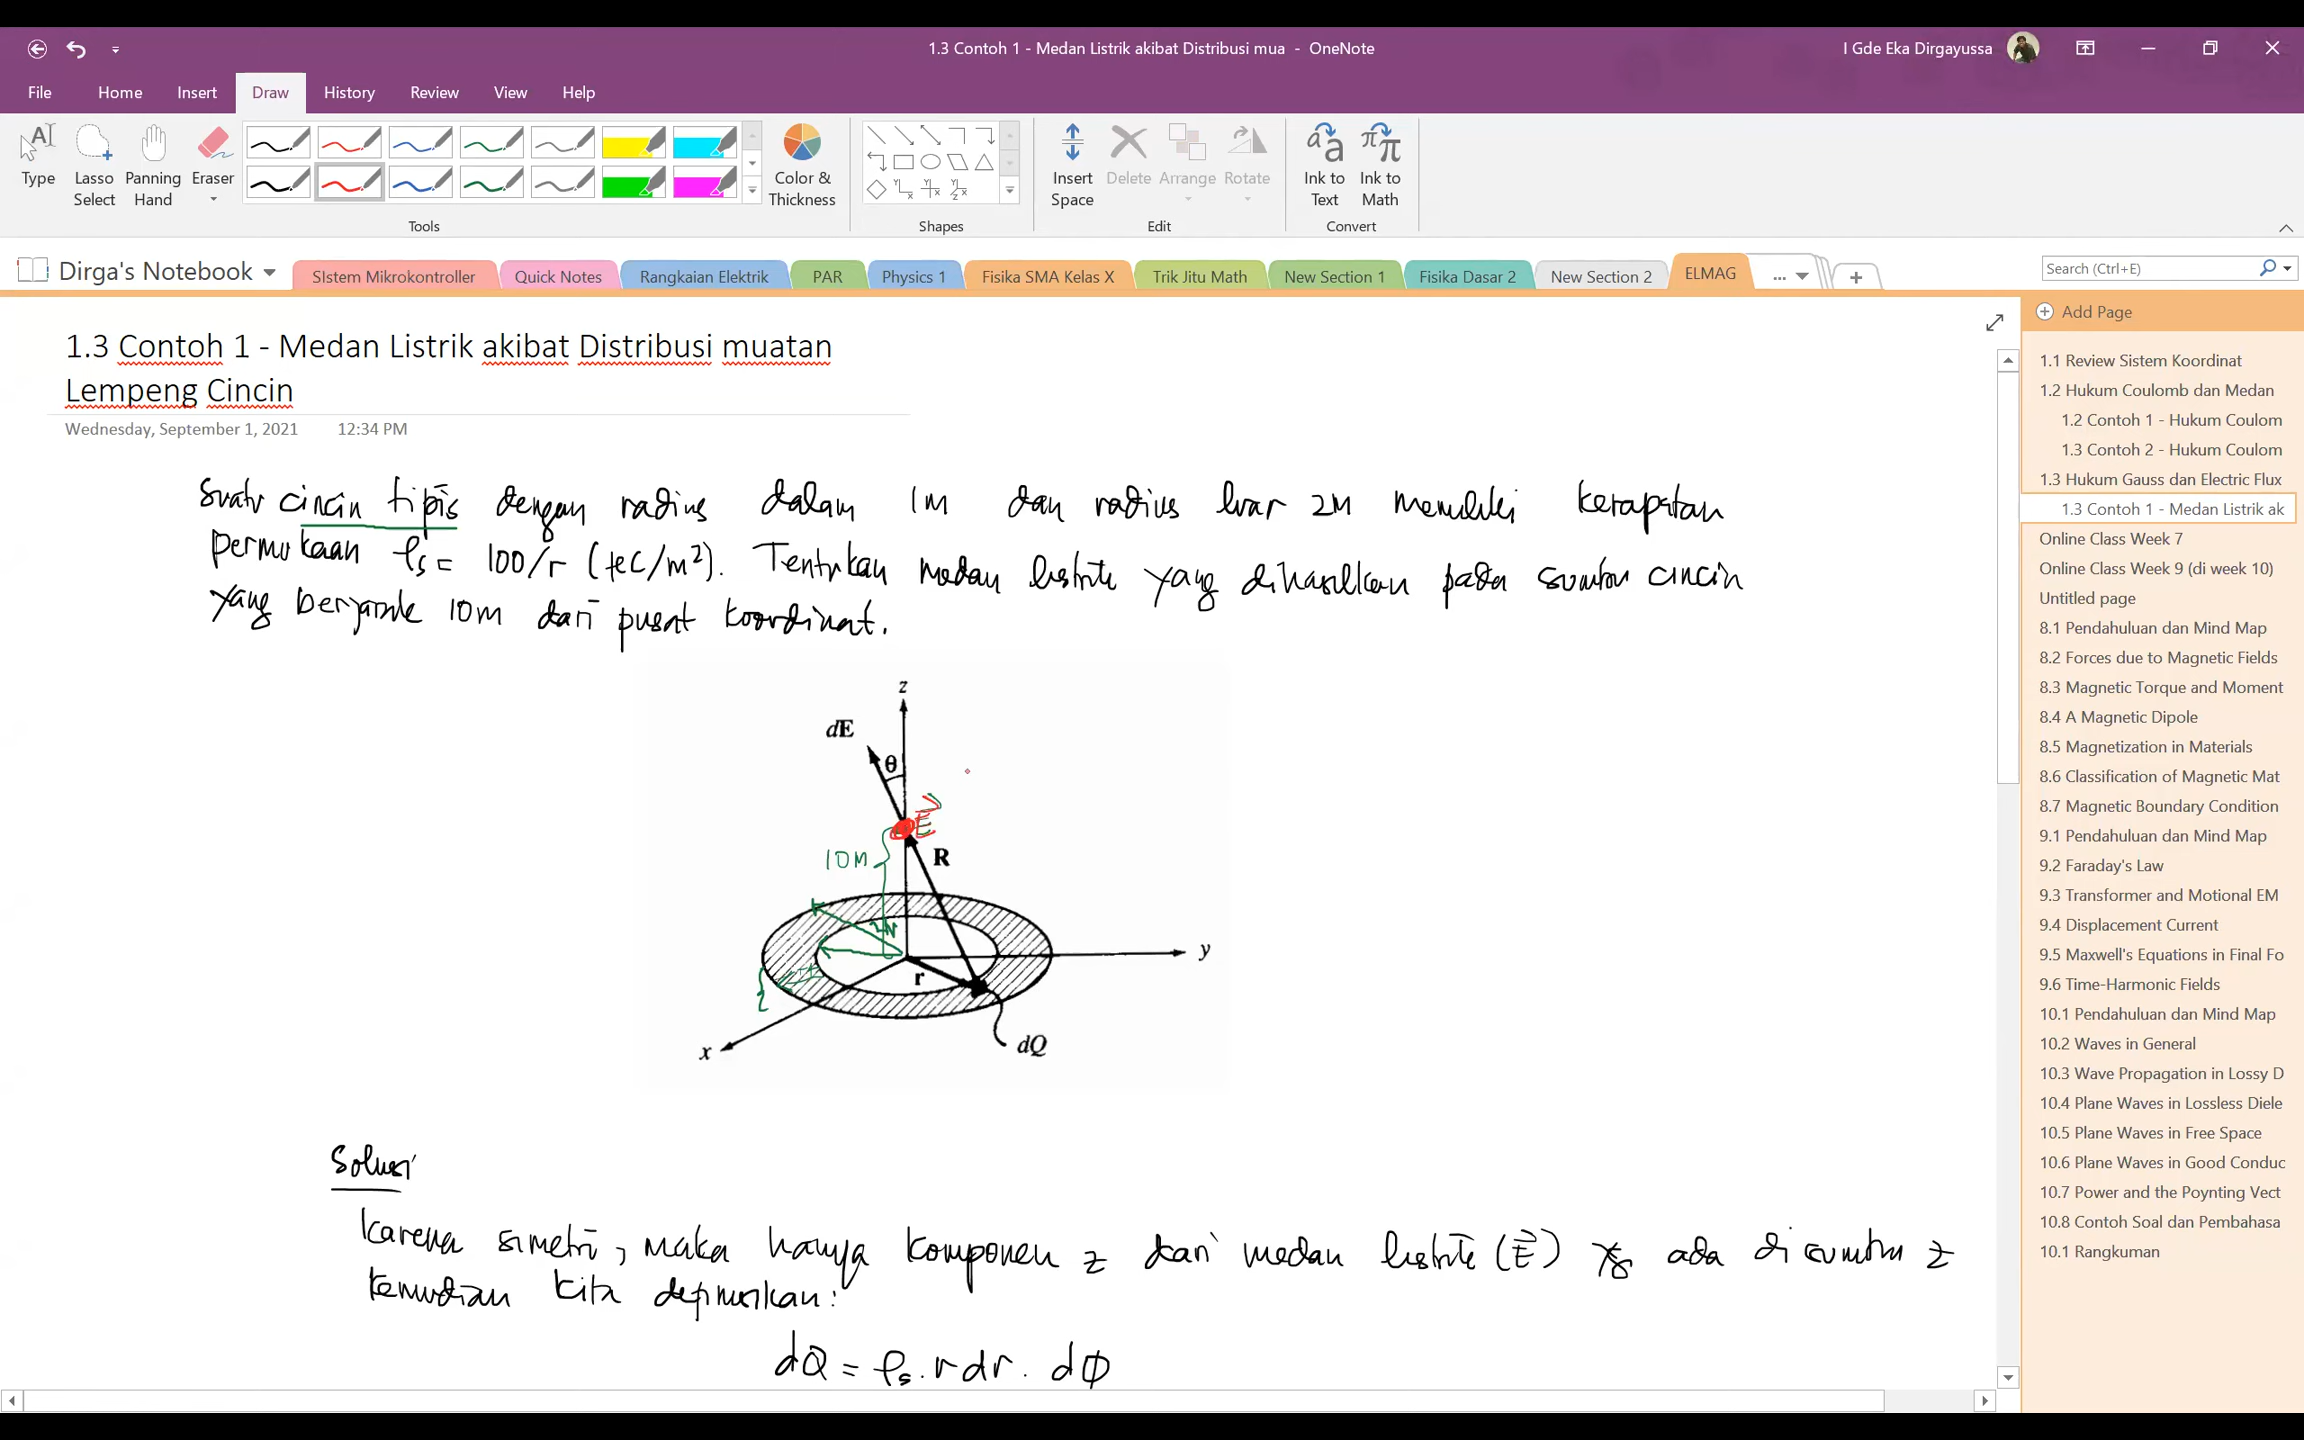 1.3 Contoh 1 - Medan Listrik akibat Distribusi mua - OneNote
I Gde Eka Dirgayussa
File Home Insert Draw History Review View Help
Type Lasso Select Panning Hand Eraser Color & Thickness Insert Space Delete Arrange Rotate Ink to Text Ink to Math
Tools Shapes Edit Convert
Dirga's Notebook SIstem Mikrokontroller Quick Notes Rangkaian Elektrik PAR Physics 1 Fisika SMA Kelas X Trik Jitu Math New Section 1 Fisika Dasar 2 New Section 2 ELMAG ... Search (Ctrl+E)
1.3 Contoh 1 - Medan Listrik akibat Distribusi muatan
Lempeng Cincin
Wednesday, September 1, 2021 12:34 PM
Suatu cincin tipis dengan radius dalam 1m dan radius luar 2m memiliki kerapatan
permukaan ρs = 100/r (μC/m²). Tentukan medan listrik yang dihasilkan pada sumbu cincin
yang berjarak 10m dari pusat koordinat.
z
dE
θ
E
10M
R
y
r
x
dQ
Solusi
Karena simetri, maka hanya komponen z dari medan listrik (E⃗) yg ada di sumbu z
kemudian kita definisikan:
dQ = ρs. r dr. dϕ
Add Page
1.1 Review Sistem Koordinat
1.2 Hukum Coulomb dan Medan
1.2 Contoh 1 - Hukum Coulom
1.3 Contoh 2 - Hukum Coulom
1.3 Hukum Gauss dan Electric Flux
1.3 Contoh 1 - Medan Listrik ak
Online Class Week 7
Online Class Week 9 (di week 10)
Untitled page
8.1 Pendahuluan dan Mind Map
8.2 Forces due to Magnetic Fields
8.3 Magnetic Torque and Moment
8.4 A Magnetic Dipole
8.5 Magnetization in Materials
8.6 Classification of Magnetic Mat
8.7 Magnetic Boundary Condition
9.1 Pendahuluan dan Mind Map
9.2 Faraday's Law
9.3 Transformer and Motional EM
9.4 Displacement Current
9.5 Maxwell's Equations in Final Fo
9.6 Time-Harmonic Fields
10.1 Pendahuluan dan Mind Map
10.2 Waves in General
10.3 Wave Propagation in Lossy D
10.4 Plane Waves in Lossless Diele
10.5 Plane Waves in Free Space
10.6 Plane Waves in Good Conduc
10.7 Power and the Poynting Vect
10.8 Contoh Soal dan Pembahasa
10.1 Rangkuman